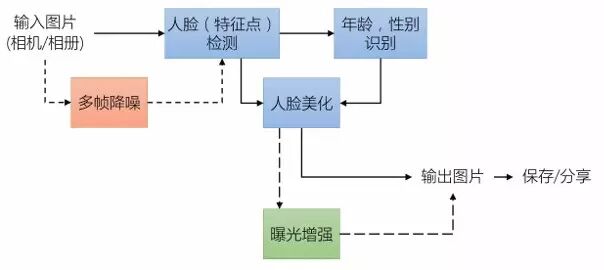 输入图片
(相机/相册)
人脸（特征点）
检测
年龄，性别
识别
多帧降噪
人脸美化
输出图片
保存/分享
曝光增强